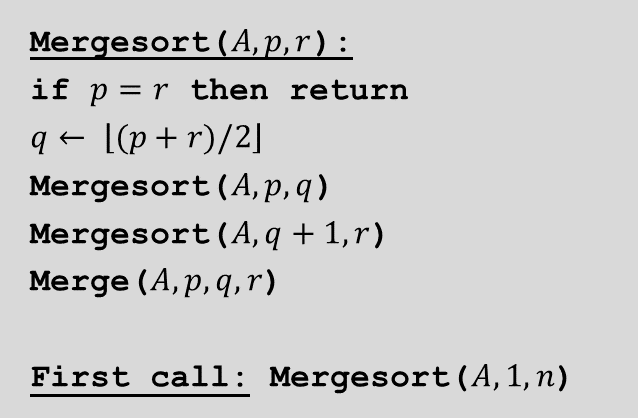 Mergesort(A,p,r):
if p = r then return
q ← ⌊(p + r)/2⌋
Mergesort(A,p,q)
Mergesort(A,q + 1,r)
Merge(A,p,q,r)
First call: Mergesort(A,1,n)